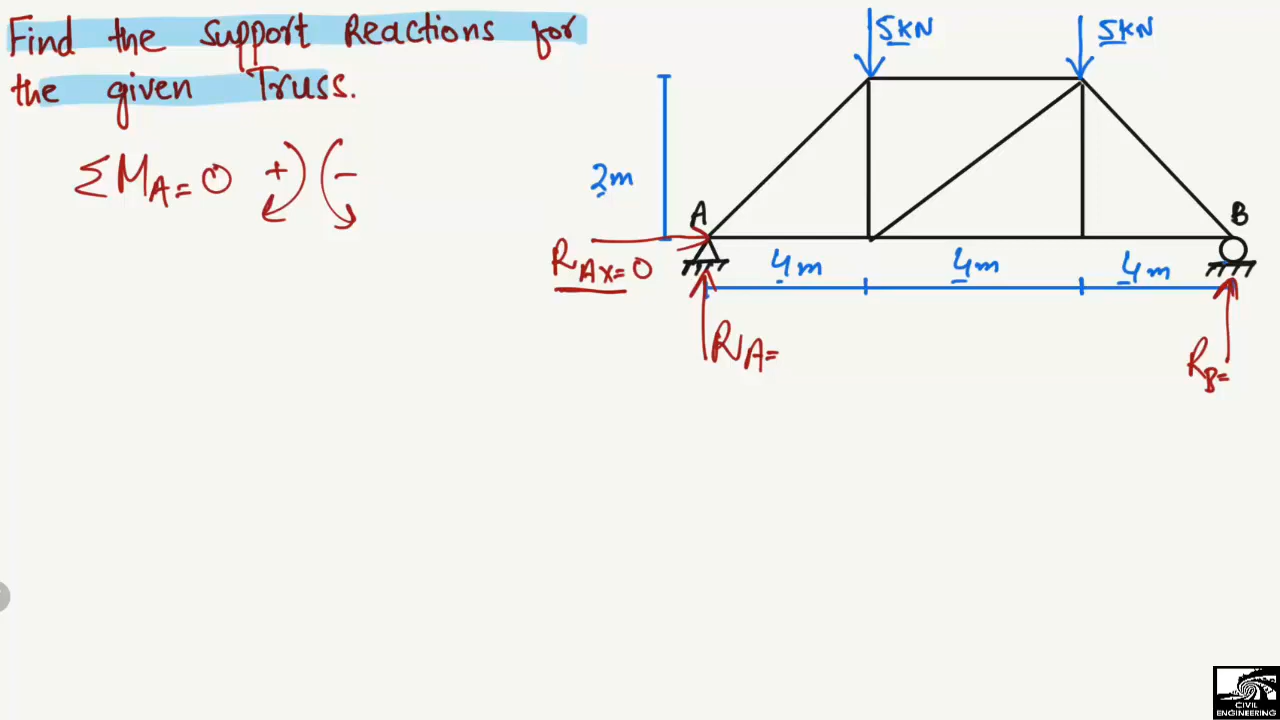 Find the support Reactions for
the given Truss.
ΣMA=0 +) (-
5kN 5kN
2m
A B
RAx=0
4m 4m 4m
RA=
RB=
CIVIL
ENGINEERING